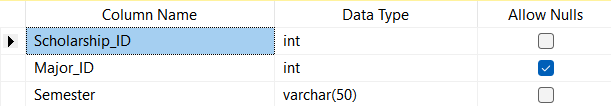 Column Name Data Type Allow Nulls
Scholarship_ID int
Major_ID int
Semester varchar(50)